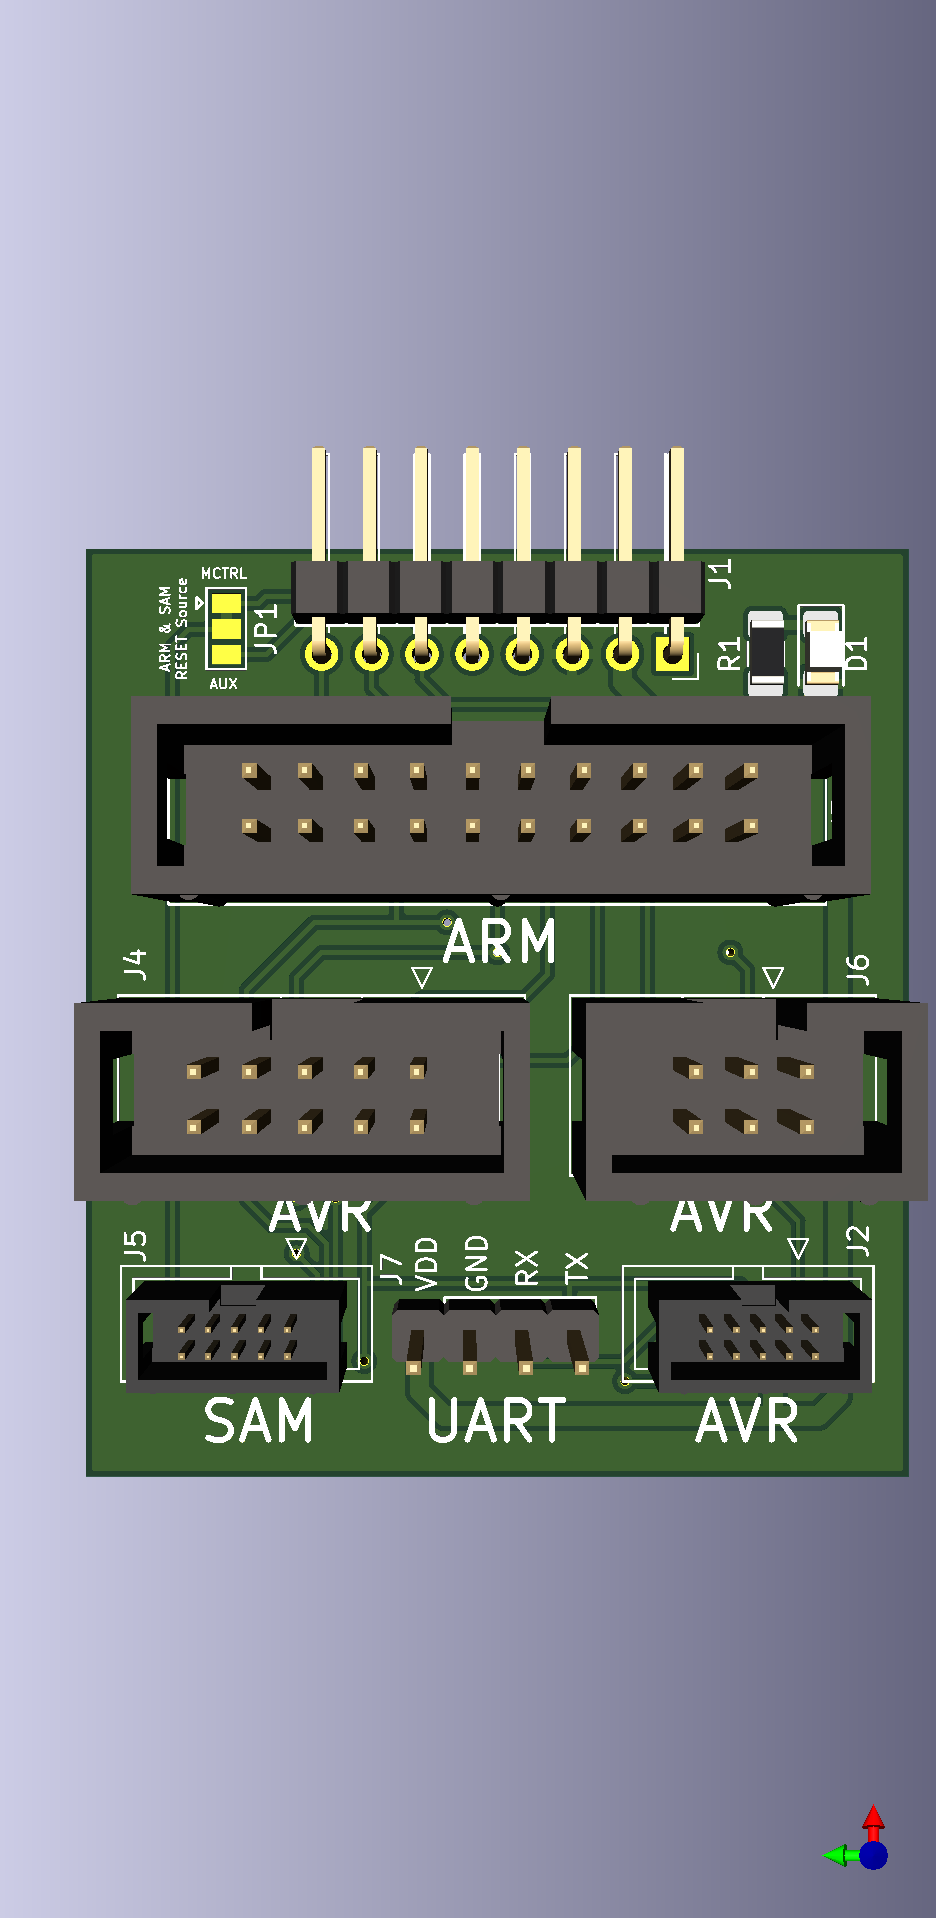 MCTRL
ARM & SAM
RESET Source
JP1
AUX
J1
R1
D1
ARM
J4
J6
AVR
AVR
J5
J7
VDD
GND
RX
TX
J2
SAM
UART
AVR